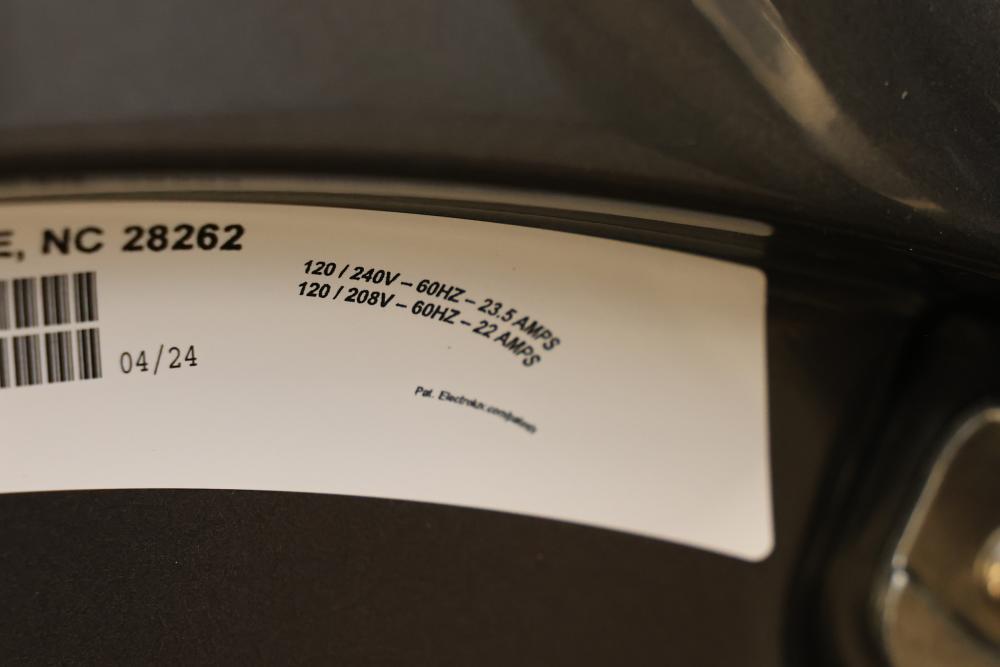 E, NC 28262
120 / 240V – 60HZ – 23.5 AMPS
120 / 208V – 60HZ – 22 AMPS
04/24
Pat. Electrolux.com/patents